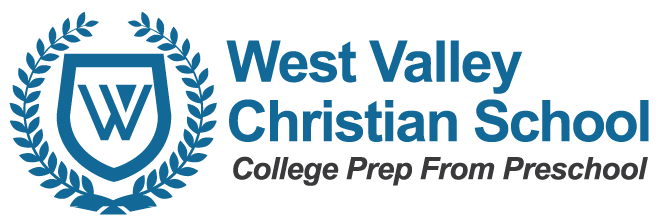 W
West Valley
Christian School
College Prep From Preschool